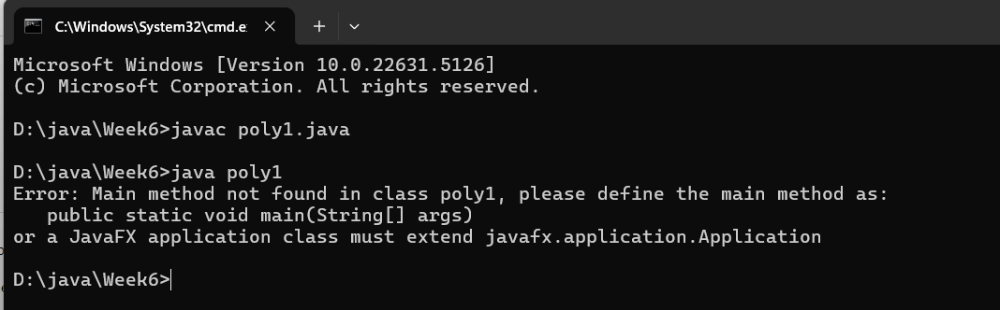 C:\Windows\System32\cmd.e
Microsoft Windows [Version 10.0.22631.5126]
(c) Microsoft Corporation. All rights reserved.
D:\java\Week6>javac poly1.java
D:\java\Week6>java poly1
Error: Main method not found in class poly1, please define the main method as:
public static void main(String[] args)
or a JavaFX application class must extend javafx.application.Application
D:\java\Week6>